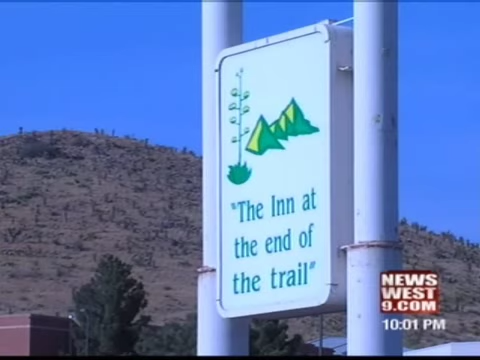 "The Inn at
the end of
the trail"
NEWS
WEST
9.COM
10:01 PM